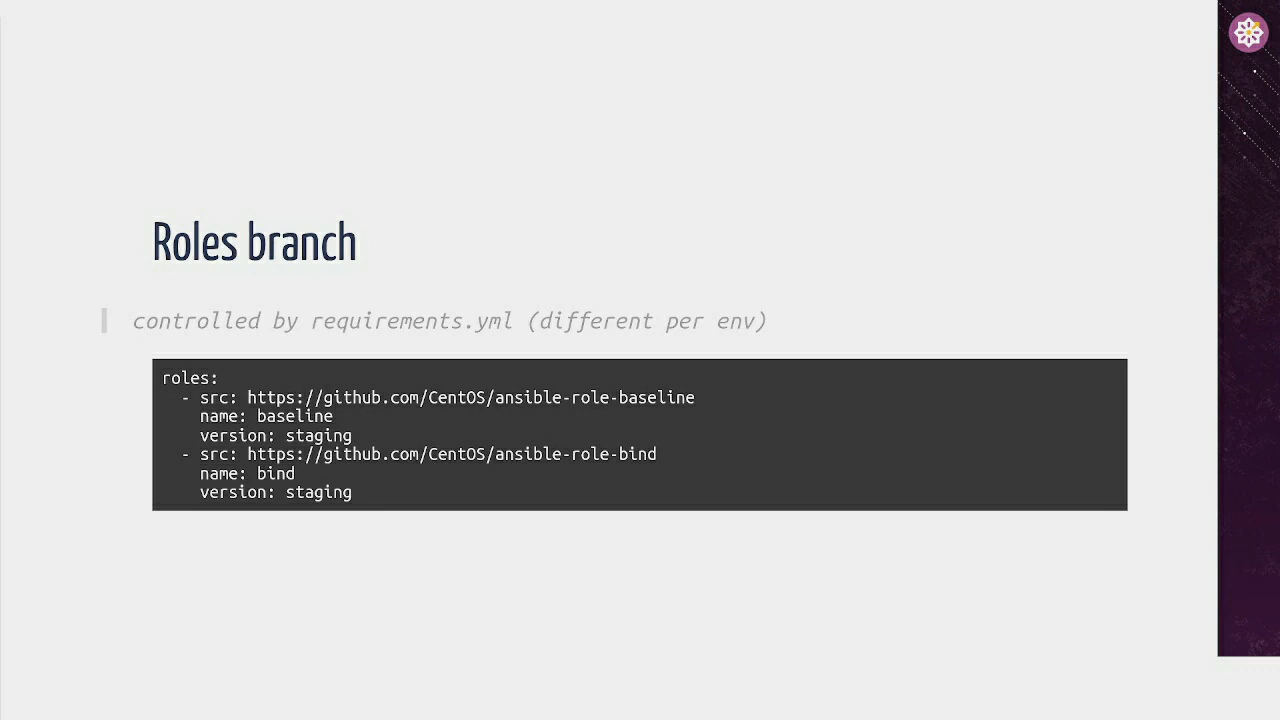 Roles branch
controlled by requirements.yml (different per env)
roles:
  - src: https://github.com/CentOS/ansible-role-baseline
    name: baseline
    version: staging
  - src: https://github.com/CentOS/ansible-role-bind
    name: bind
    version: staging